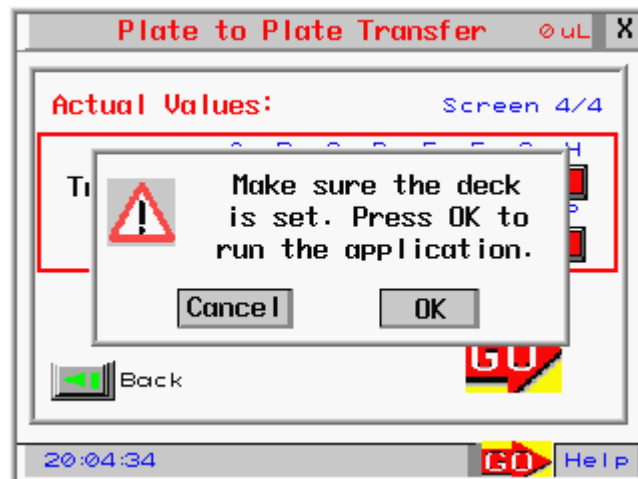 Plate to Plate Transfer 0 uL X
Actual Values: Screen 4/4
Make sure the deck
is set. Press OK to
run the application.
Cancel OK
GO
Back
20:04:34 GO Help